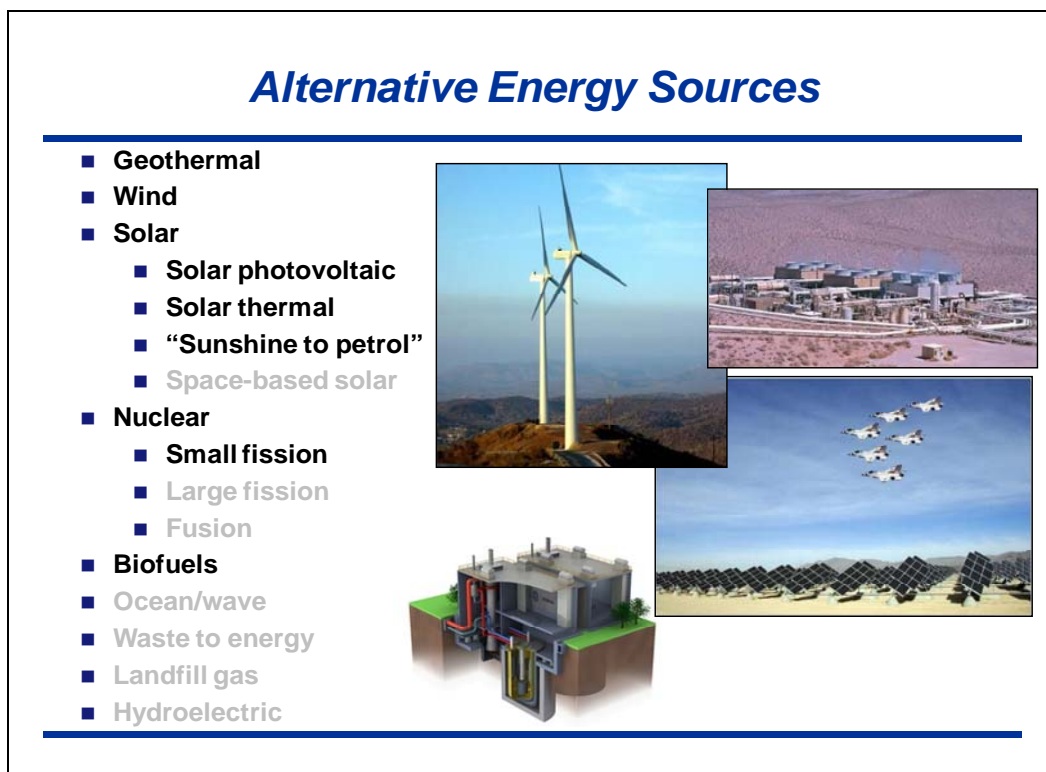 Alternative Energy Sources
Geothermal
Wind
Solar
Solar photovoltaic
Solar thermal
“Sunshine to petrol”
Space-based solar
Nuclear
Small fission
Large fission
Fusion
Biofuels
Ocean/wave
Waste to energy
Landfill gas
Hydroelectric